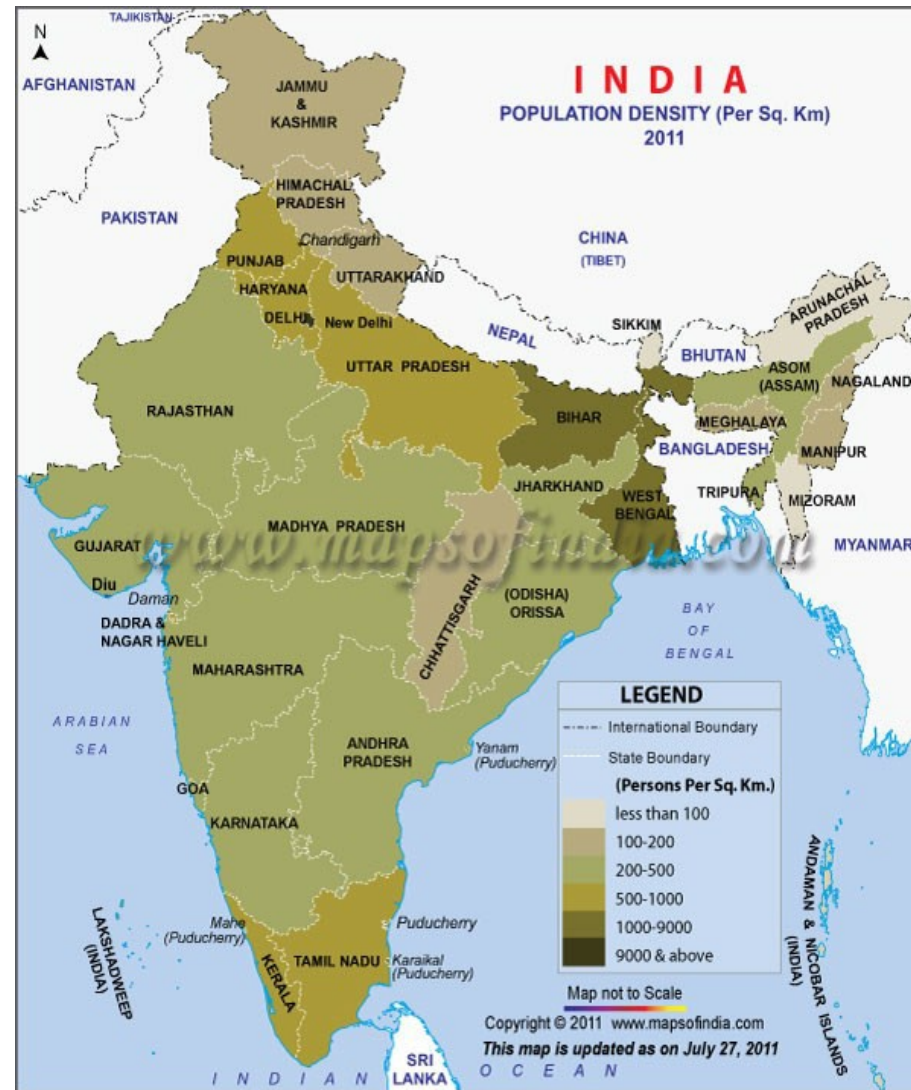 N
TAJIKISTAN
AFGHANISTAN
JAMMU
&
KASHMIR
I N D I A
POPULATION DENSITY (Per Sq. Km)
2011
HIMACHAL
PRADESH
PAKISTAN
Chandigarh
CHINA
(TIBET)
PUNJAB
UTTARAKHAND
HARYANA
DELHI
New Delhi
NEPAL
SIKKIM
BHUTAN
ARUNACHAL
PRADESH
UTTAR PRADESH
ASOM
(ASSAM)
NAGALAND
RAJASTHAN
BIHAR
MEGHALAYA
BANGLADESH
MANIPUR
JHARKHAND
WEST
BENGAL
TRIPURA
MIZORAM
MADHYA PRADESH
www.mapsofindia.com
GUJARAT
MYANMAR
Diu
Daman
DADRA &
NAGAR HAVELI
CHHATTISGARH
(ODISHA)
ORISSA
BAY
OF
BENGAL
MAHARASHTRA
ARABIAN
SEA
ANDHRA
PRADESH
Yanam
(Puducherry)
GOA
KARNATAKA
LEGEND
International Boundary
State Boundary
(Persons Per Sq. Km.)
less than 100
100-200
200-500
500-1000
1000-9000
9000 & above
LAKSHADWEEP
(INDIA)
Mahe
(Puducherry)
Puducherry
KERALA
TAMIL NADU
Karaikal
(Puducherry)
ANDAMAN & NICOBAR ISLANDS
(INDIA)
Map not to Scale
Copyright © 2011 www.mapsofindia.com
This map is updated as on July 27, 2011
SRI
LANKA
I N D I A N O C E A N